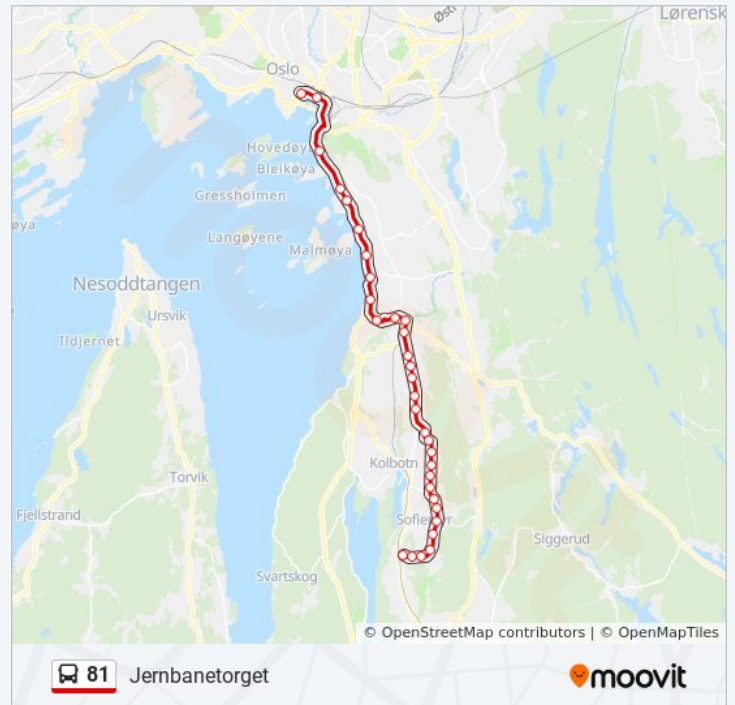 Østr
Lørensk
Oslo
Hovedøya
Bleikøya
Gressholmen
øya
Langøyene
Malmøya
Nesoddtangen
Ursvik
Ildjernet
Kolbotn
Torvik
Fjellstrand
Siggerud
Svartskog
© OpenStreetMap contributors | © OpenMapTiles
81 Jernbanetorget
moovit